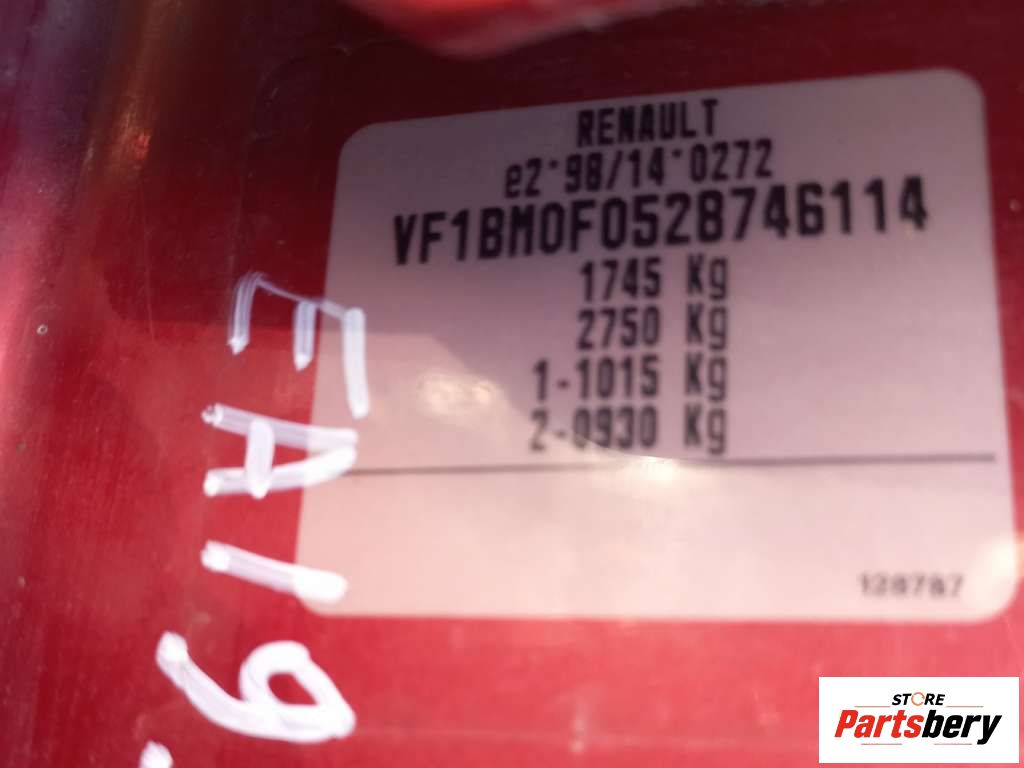 RENAULT
e2*98/14*0272
VF1BM0F0528746114
1745 Kg
2750 Kg
1-1015 Kg
2-0930 Kg
128787
EA19
STORE
Partsbery